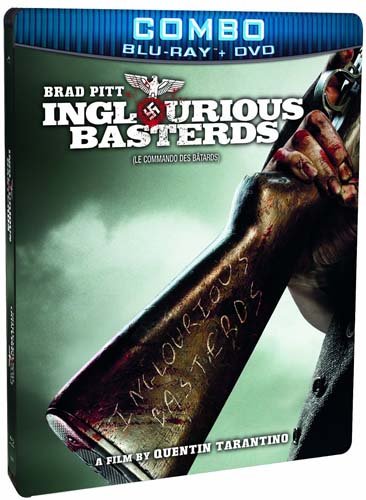 COMBO
BLU-RAY + DVD
BRAD PITT
INGLOURIOUS
BASTERDS
(LE COMMANDO DES BÂTARDS)
INGLOURIOUS
BASTERDS
A FILM BY QUENTIN TARANTINO